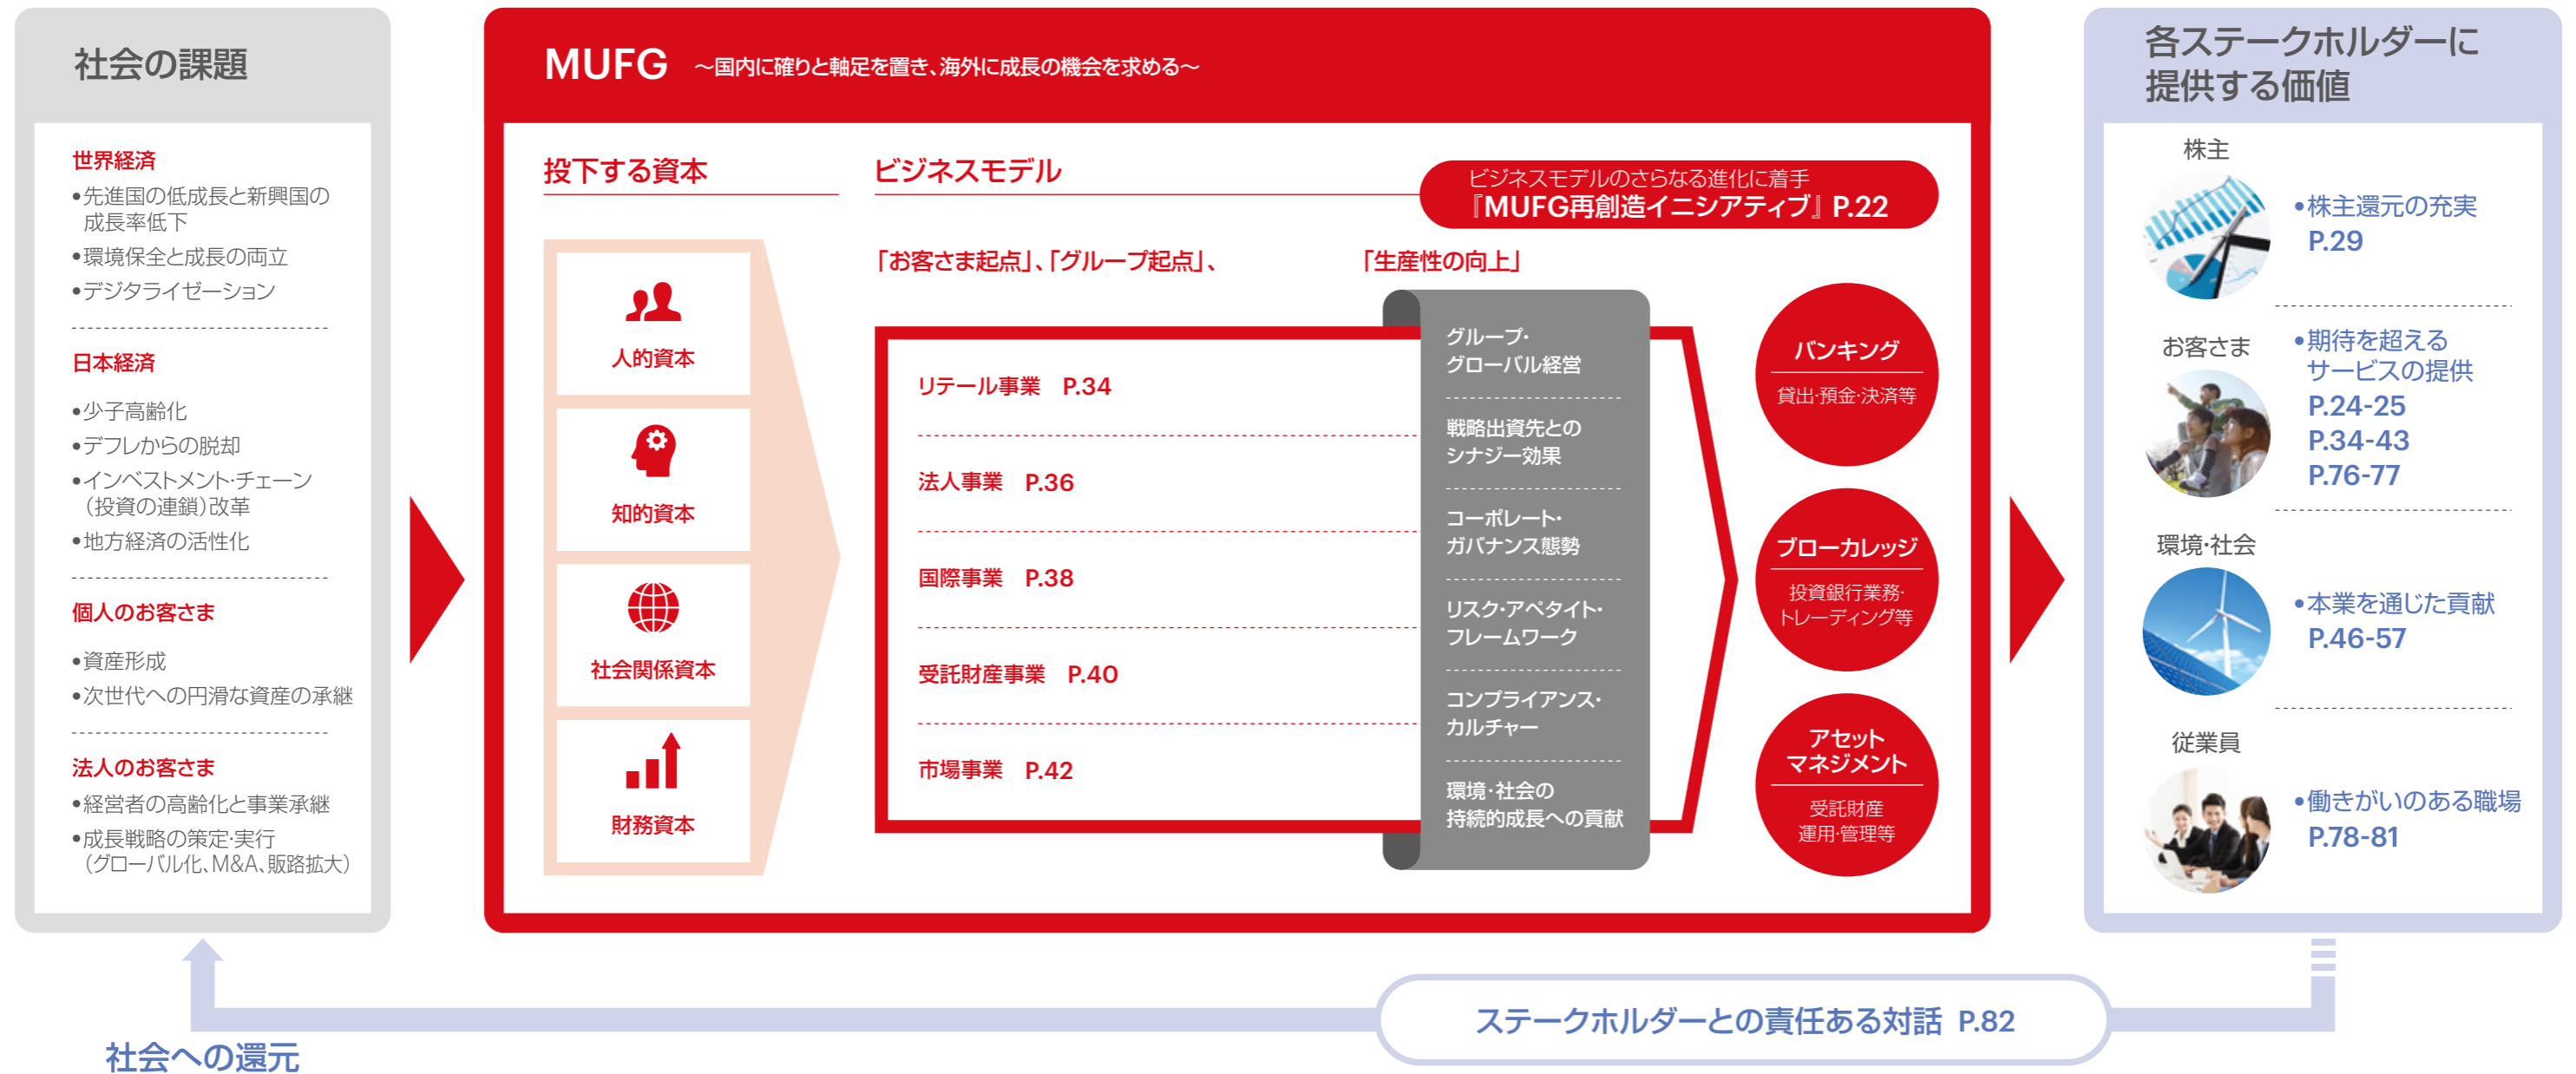 社会の課題
世界経済
•先進国の低成長と新興国の
成長率低下
•環境保全と成長の両立
•デジタライゼーション
日本経済
•少子高齢化
•デフレからの脱却
•インベストメント・チェーン
（投資の連鎖）改革
•地方経済の活性化
個人のお客さま
•資産形成
•次世代への円滑な資産の承継
法人のお客さま
•経営者の高齢化と事業承継
•成長戦略の策定・実行
（グローバル化、M&A、販路拡大）
MUFG ～国内に確りと軸足を置き、海外に成長の機会を求める～
投下する資本
人的資本
知的資本
社会関係資本
財務資本
ビジネスモデル
ビジネスモデルのさらなる進化に着手
『MUFG再創造イニシアティブ』 P.22
「お客さま起点」、「グループ起点」、 「生産性の向上」
リテール事業 P.34
法人事業 P.36
国際事業 P.38
受託財産事業 P.40
市場事業 P.42
グループ・
グローバル経営
戦略出資先との
シナジー効果
コーポレート・
ガバナンス態勢
リスク・アペタイト・
フレームワーク
コンプライアンス・
カルチャー
環境・社会の
持続的成長への貢献
バンキング
貸出・預金・決済等
ブローカレッジ
投資銀行業務・
トレーディング等
アセット
マネジメント
受託財産
運用・管理等
各ステークホルダーに
提供する価値
株主
•株主還元の充実
P.29
お客さま
•期待を超える
サービスの提供
P.24-25
P.34-43
P.76-77
環境・社会
•本業を通じた貢献
P.46-57
従業員
•働きがいのある職場
P.78-81
ステークホルダーとの責任ある対話 P.82
社会への還元